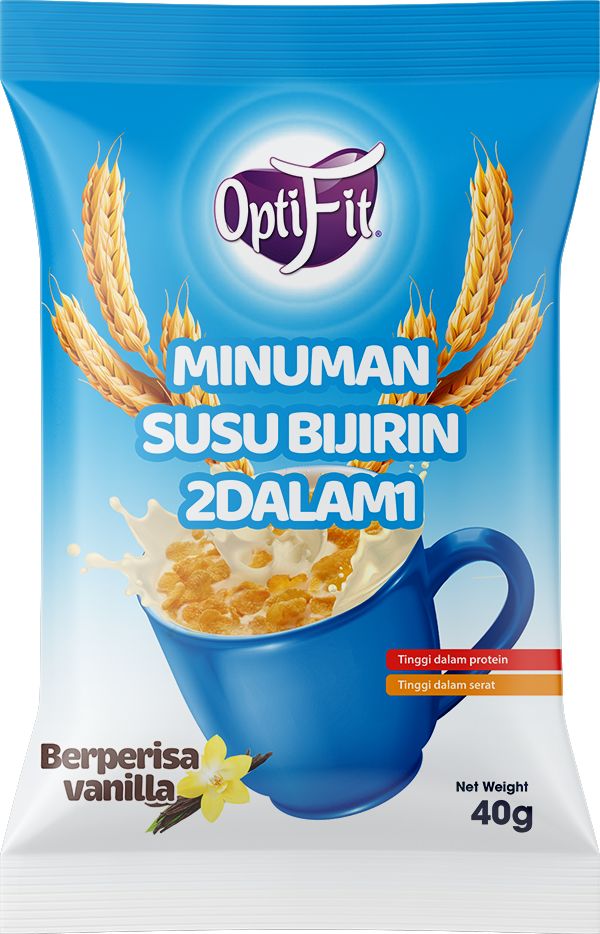 OptiFit®
MINUMAN
SUSU BIJIRIN
2DALAM1
Tinggi dalam protein
Tinggi dalam serat
Berperisa
vanilla
Net Weight
40g